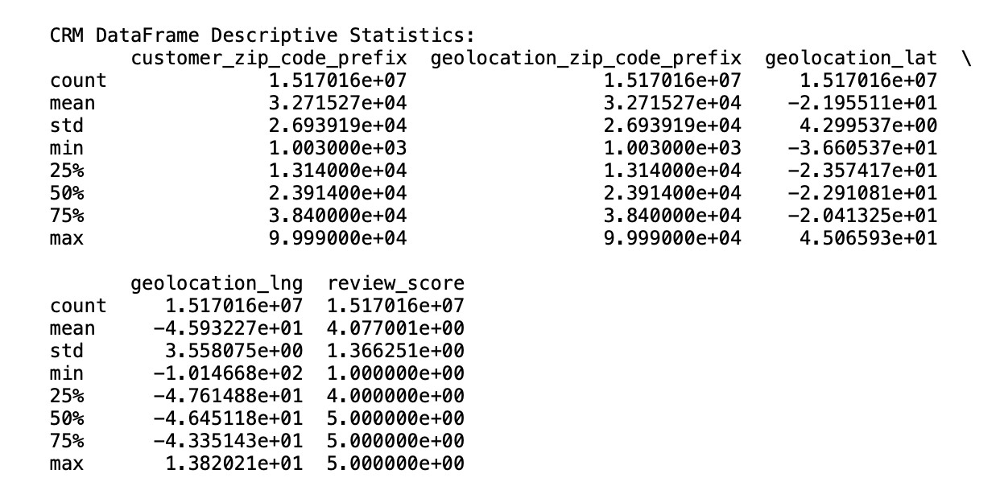 CRM DataFrame Descriptive Statistics:
customer_zip_code_prefix geolocation_zip_code_prefix geolocation_lat \
count 1.517016e+07 1.517016e+07 1.517016e+07
mean 3.271527e+04 3.271527e+04 −2.195511e+01
std 2.693919e+04 2.693919e+04 4.299537e+00
min 1.003000e+03 1.003000e+03 −3.660537e+01
25% 1.314000e+04 1.314000e+04 −2.357417e+01
50% 2.391400e+04 2.391400e+04 −2.291081e+01
75% 3.840000e+04 3.840000e+04 −2.041325e+01
max 9.999000e+04 9.999000e+04 4.506593e+01
geolocation_lng review_score
count 1.517016e+07 1.517016e+07
mean −4.593227e+01 4.077001e+00
std 3.558075e+00 1.366251e+00
min −1.014668e+02 1.000000e+00
25% −4.761488e+01 4.000000e+00
50% −4.645118e+01 5.000000e+00
75% −4.335143e+01 5.000000e+00
max 1.382021e+01 5.000000e+00